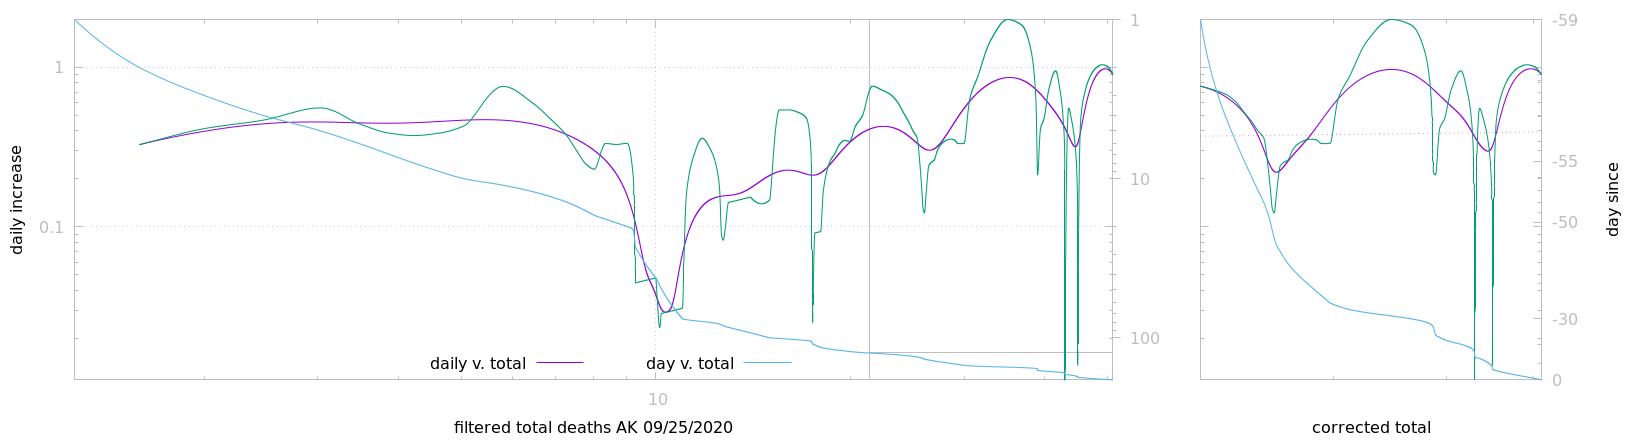 1
0.1
daily increase
daily v. total
day v. total
10
filtered total deaths AK 09/25/2020
1
10
100
-59
-55
-50
-30
0
day since
corrected total